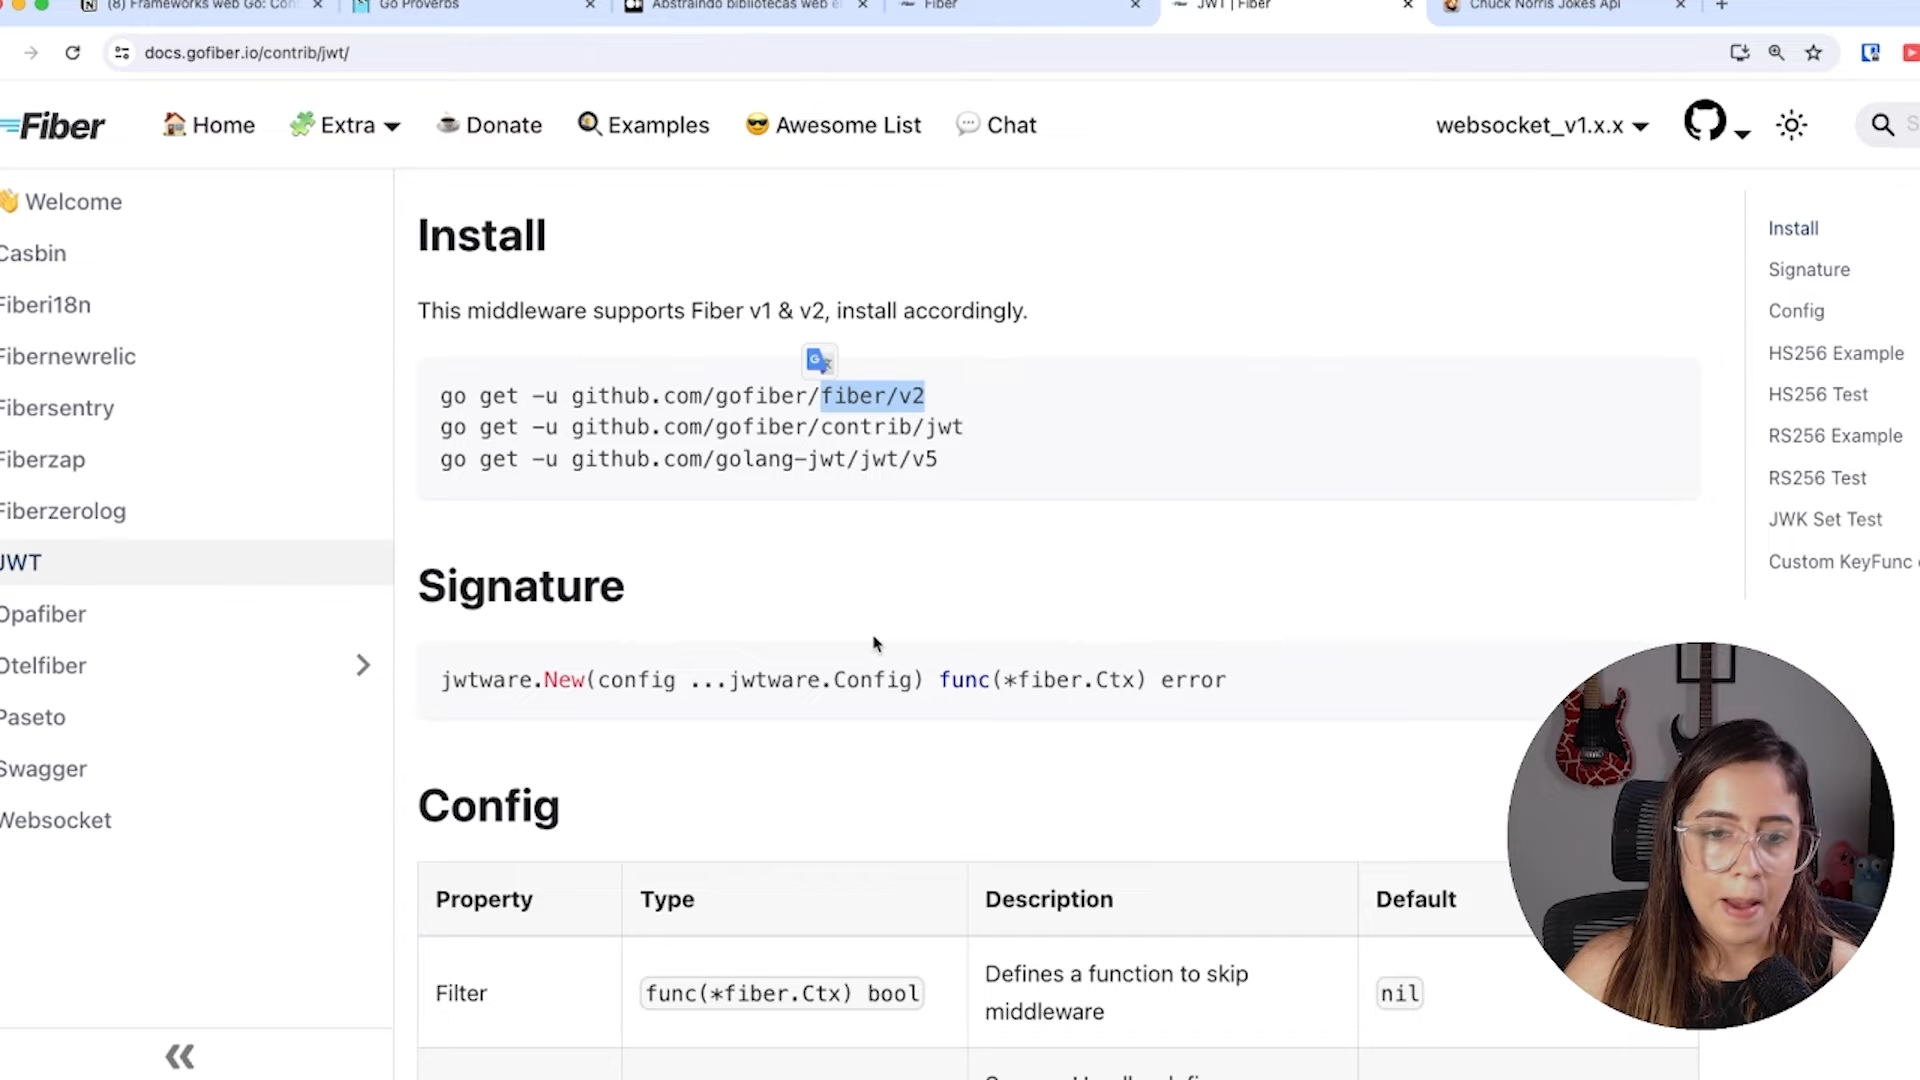 (8) Frameworks web Go: Con
Go Proverbs
Abstraindo bibliotecas web e
Fiber
JWT | Fiber
Chuck Norris Jokes Api
docs.gofiber.io/contrib/jwt/
Fiber
Home
Extra
Donate
Examples
Awesome List
Chat
websocket_v1.x.x
Welcome
Casbin
Fiberi18n
Fibernewrelic
Fibersentry
Fiberzap
Fiberzerolog
JWT
Opafiber
Otelfiber
Paseto
Swagger
Websocket
Install
This middleware supports Fiber v1 & v2, install accordingly.
go get -u github.com/gofiber/fiber/v2
go get -u github.com/gofiber/contrib/jwt
go get -u github.com/golang-jwt/jwt/v5
Signature
jwtware.New(config ...jwtware.Config) func(*fiber.Ctx) error
Config
Property Type Description Default
Filter func(*fiber.Ctx) bool Defines a function to skip
middleware nil
Install
Signature
Config
HS256 Example
HS256 Test
RS256 Example
RS256 Test
JWK Set Test
Custom KeyFunc